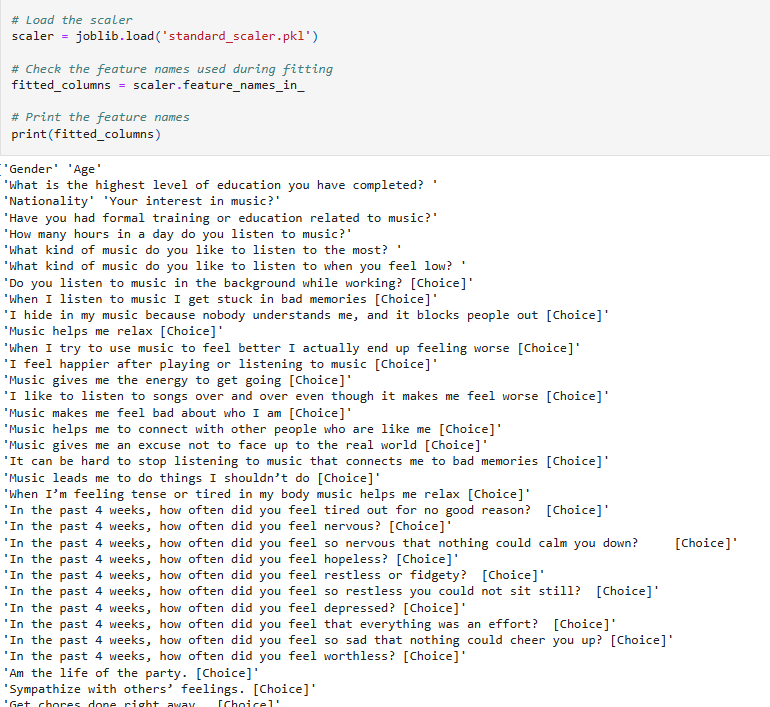 # Load the scaler
scaler = joblib.load('standard_scaler.pkl')
# Check the feature names used during fitting
fitted_columns = scaler.feature_names_in_
# Print the feature names
print(fitted_columns)
['Gender' 'Age'
'What is the highest level of education you have completed? '
'Nationality' 'Your interest in music?'
'Have you had formal training or education related to music?'
'How many hours in a day do you listen to music?'
'What kind of music do you like to listen to the most? '
'What kind of music do you like to listen to when you feel low? '
'Do you listen to music in the background while working? [Choice]'
'When I listen to music I get stuck in bad memories [Choice]'
'I hide in my music because nobody understands me, and it blocks people out [Choice]'
'Music helps me relax [Choice]'
'When I try to use music to feel better I actually end up feeling worse [Choice]'
'I feel happier after playing or listening to music [Choice]'
'Music gives me the energy to get going [Choice]'
'I like to listen to songs over and over even though it makes me feel worse [Choice]'
'Music makes me feel bad about who I am [Choice]'
'Music helps me to connect with other people who are like me [Choice]'
'Music gives me an excuse not to face up to the real world [Choice]'
'It can be hard to stop listening to music that connects me to bad memories [Choice]'
'Music leads me to do things I shouldn’t do [Choice]'
'When I’m feeling tense or tired in my body music helps me relax [Choice]'
'In the past 4 weeks, how often did you feel tired out for no good reason?  [Choice]'
'In the past 4 weeks, how often did you feel nervous? [Choice]'
'In the past 4 weeks, how often did you feel so nervous that nothing could calm you down?     [Choice]'
'In the past 4 weeks, how often did you feel hopeless? [Choice]'
'In the past 4 weeks, how often did you feel restless or fidgety?  [Choice]'
'In the past 4 weeks, how often did you feel so restless you could not sit still?  [Choice]'
'In the past 4 weeks, how often did you feel depressed? [Choice]'
'In the past 4 weeks, how often did you feel that everything was an effort?  [Choice]'
'In the past 4 weeks, how often did you feel so sad that nothing could cheer you up? [Choice]'
'In the past 4 weeks, how often did you feel worthless? [Choice]'
'Am the life of the party. [Choice]'
'Sympathize with others’ feelings. [Choice]'
'Get chores done right away.  [Choice]'